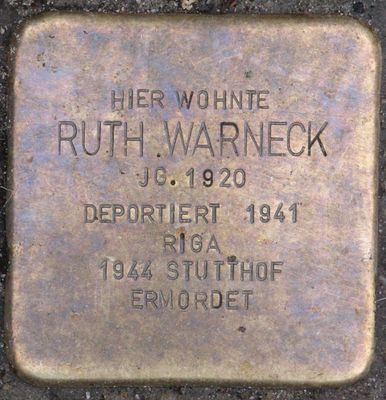 HIER WOHNTE
RUTH WARNECK
JG. 1920
DEPORTIERT 1941
RIGA
1944 STUTTHOF
ERMORDET